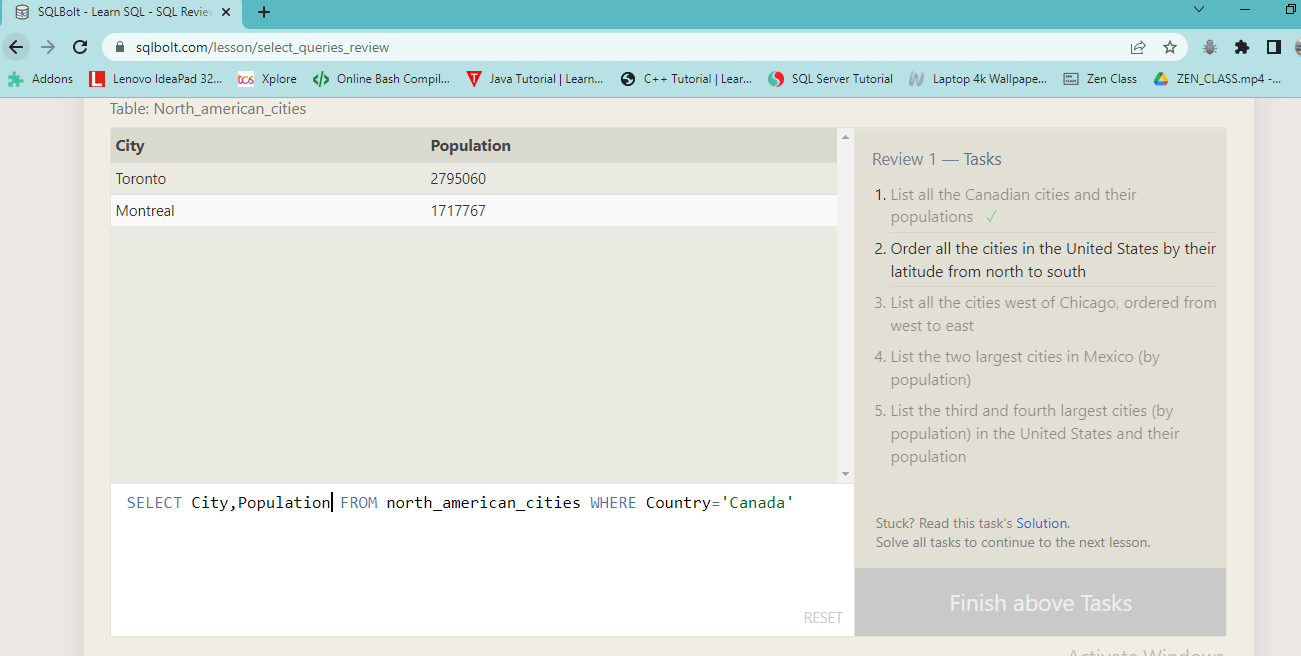 SQLBolt - Learn SQL - SQL Review
sqlbolt.com/lesson/select_queries_review
Addons Lenovo IdeaPad 32... tcs Xplore Online Bash Compil... Java Tutorial | Learn... C++ Tutorial | Lear... SQL Server Tutorial Laptop 4k Wallpape... Zen Class ZEN_CLASS.mp4 -...
Table: North_american_cities
City Population
Toronto 2795060
Montreal 1717767
SELECT City,Population FROM north_american_cities WHERE Country='Canada'
RESET
Review 1 — Tasks
1. List all the Canadian cities and their
populations ✓
2. Order all the cities in the United States by their
latitude from north to south
3. List all the cities west of Chicago, ordered from
west to east
4. List the two largest cities in Mexico (by
population)
5. List the third and fourth largest cities (by
population) in the United States and their
population
Stuck? Read this task's Solution.
Solve all tasks to continue to the next lesson.
Finish above Tasks
Activate Windows